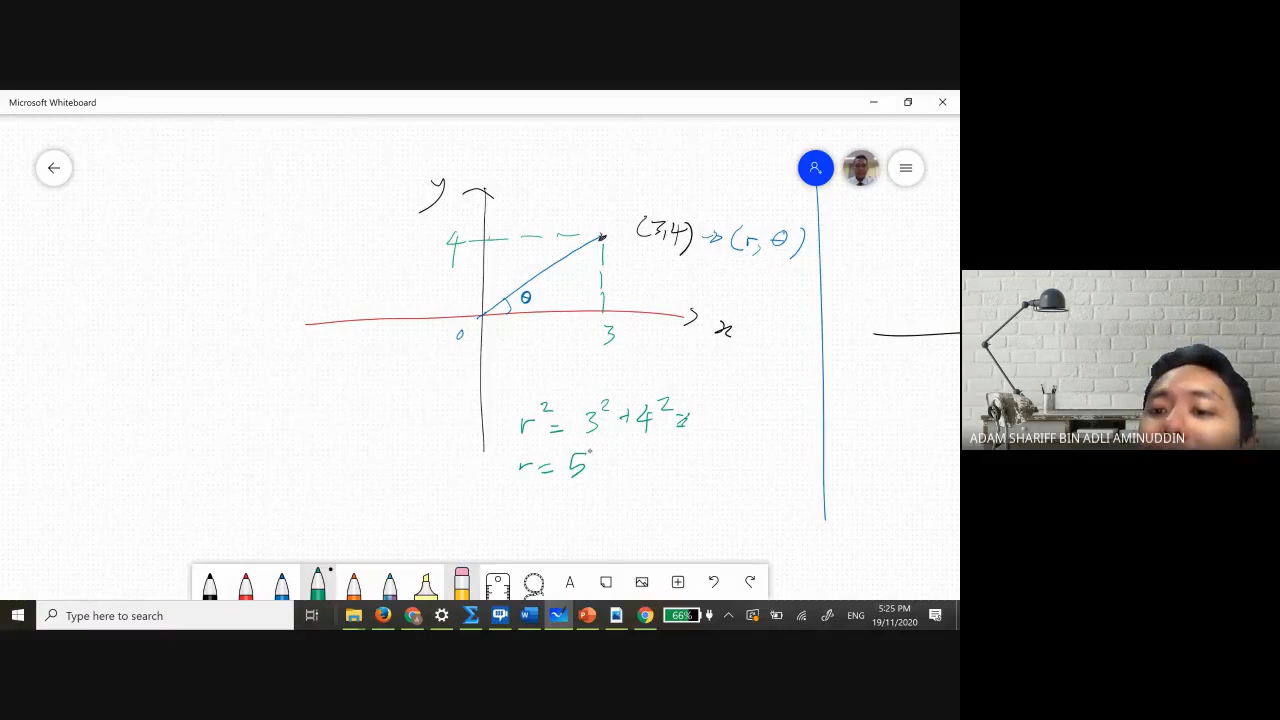 Microsoft Whiteboard
y
4
(3,4) → (r, θ)
θ
0
3
x
r² = 3² + 4² =
r = 5
ADAM SHARIFF BIN ADLI AMINUDDIN
A
Type here to search
66%
ENG
5:25 PM
19/11/2020